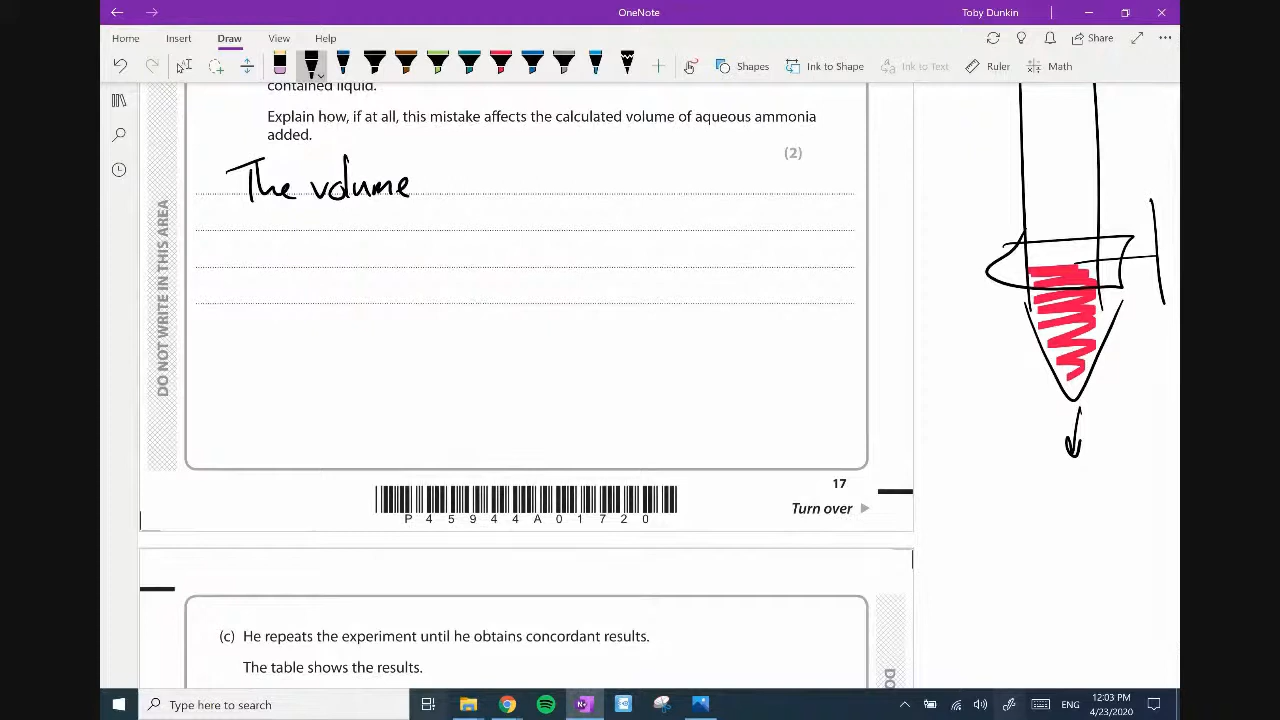 OneNote
Toby Dunkin
Home
Insert
Draw
View
Help
Share
Shapes
Ink to Shape
Ink to Text
Ruler
Math
contained liquid.
Explain how, if at all, this mistake affects the calculated volume of aqueous ammonia
added.
(2)
The volume
DO NOT WRITE IN THIS AREA
17
P 4 5 9 4 4 A 0 1 7 2 0
Turn over
(c) He repeats the experiment until he obtains concordant results.
The table shows the results.
DO
Type here to search
ENG
12:03 PM
4/23/2020